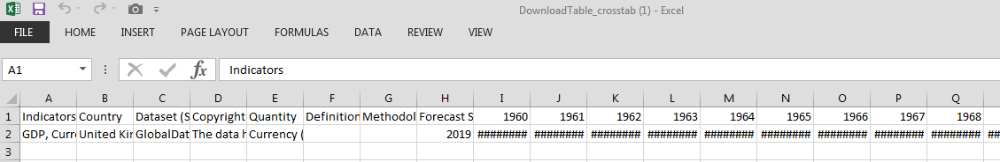 DownloadTable_crosstab (1) - Excel
FILE HOME INSERT PAGE LAYOUT FORMULAS DATA REVIEW VIEW
A1 fx Indicators
A B C D E F G H I J K L M N O P Q
1 Indicators Country Dataset (S Copyright Quantity Definition Methodol Forecast S 1960 1961 1962 1963 1964 1965 1966 1967 1968
2 GDP, Curre United Kin GlobalDat The data h Currency ( 2019 ######## ######## ######## ######## ######## ######## ######## ######## ######## ##
3